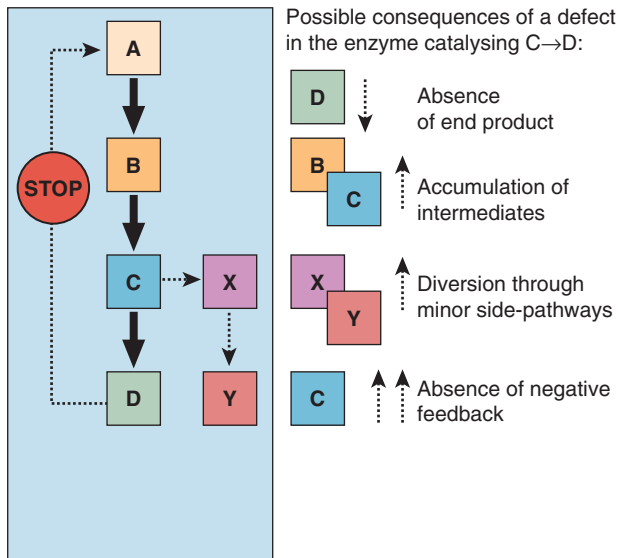 A
B
STOP
C
X
D
Y
Possible consequences of a defect
in the enzyme catalysing C→D:
D
Absence
of end product
B
C
Accumulation of
intermediates
X
Y
Diversion through
minor side-pathways
C
Absence of negative
feedback